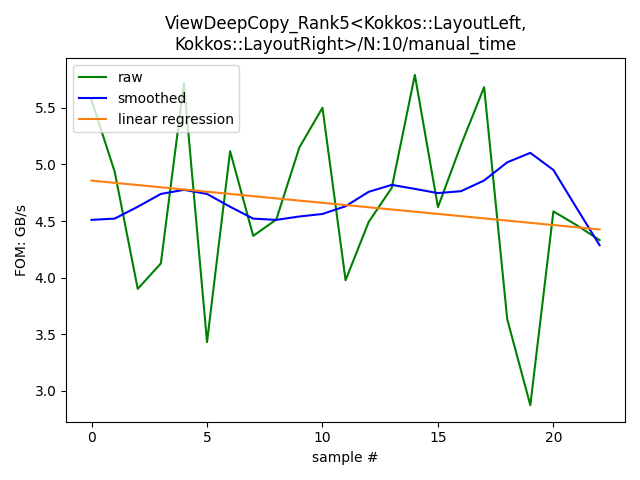 ViewDeepCopy_Rank5<Kokkos::LayoutLeft,
Kokkos::LayoutRight>/N:10/manual_time
raw
smoothed
linear regression
FOM: GB/s
5.5
5.0
4.5
4.0
3.5
3.0
0 5 10 15 20
sample #